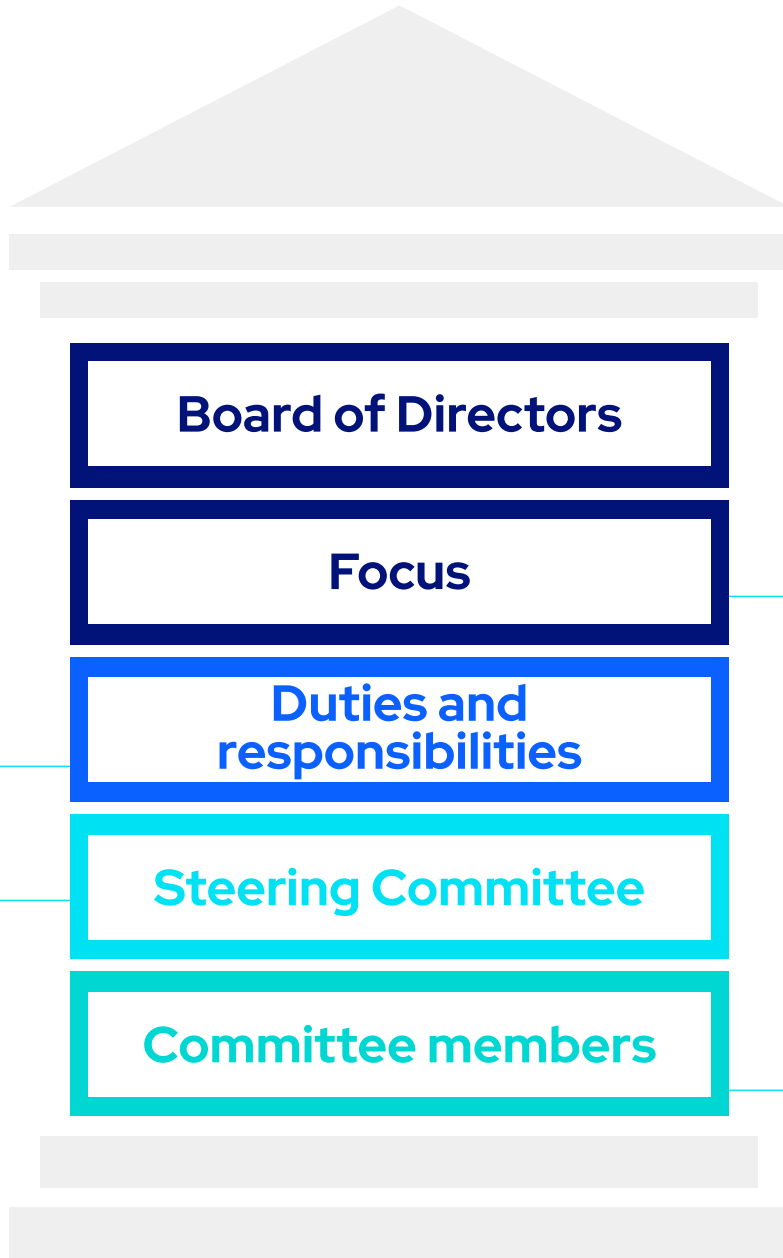 Board of Directors
Focus
Duties and
responsibilities
Steering Committee
Committee members